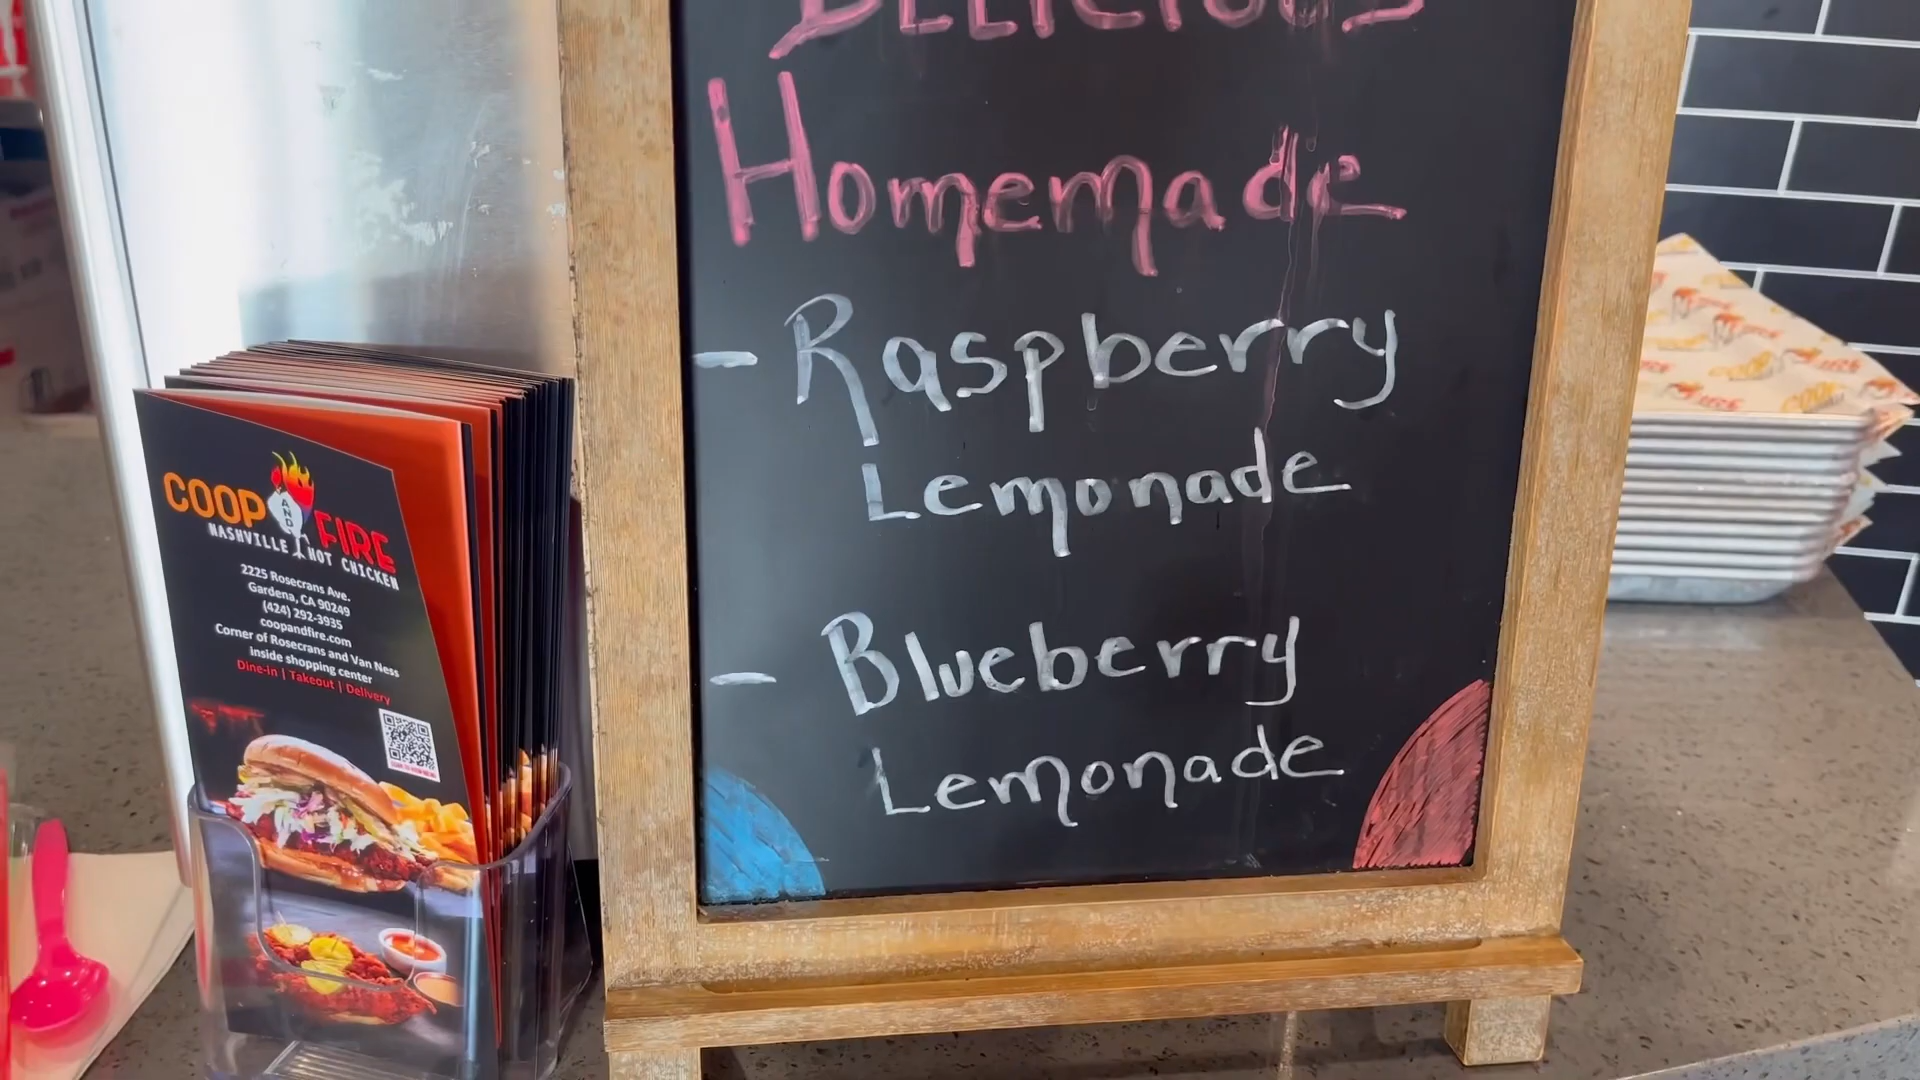 DELICIOUS
Homemade
- Raspberry
Lemonade
- Blueberry
Lemonade
COOP AND FIRE
NASHVILLE HOT CHICKEN
2225 Rosecrans Ave.
Gardena, CA 90249
(424) 292-3935
coopandfire.com
Corner of Rosecrans and Van Ness
inside shopping center
Dine-in | Takeout | Delivery